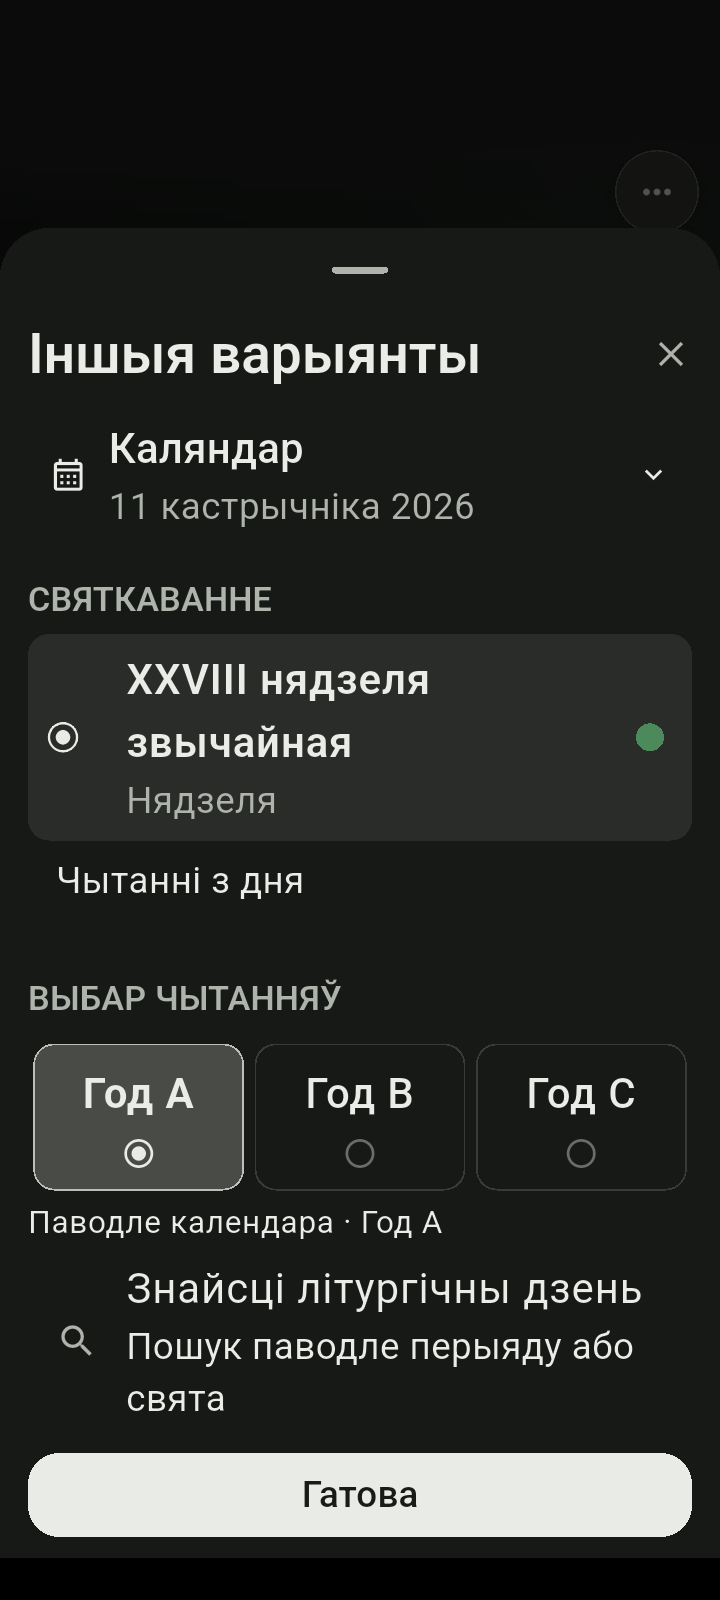 Іншыя варыянты
Каляндар
11 кастрычніка 2026
СВЯТКАВАННЕ
XXVIII нядзеля
звычайная
Нядзеля
Чытанні з дня
ВЫБАР ЧЫТАННЯЎ
Год A
Год B
Год C
Паводле календара · Год A
Знайсці літургічны дзень
Пошук паводле перыяду або
свята
Гатова